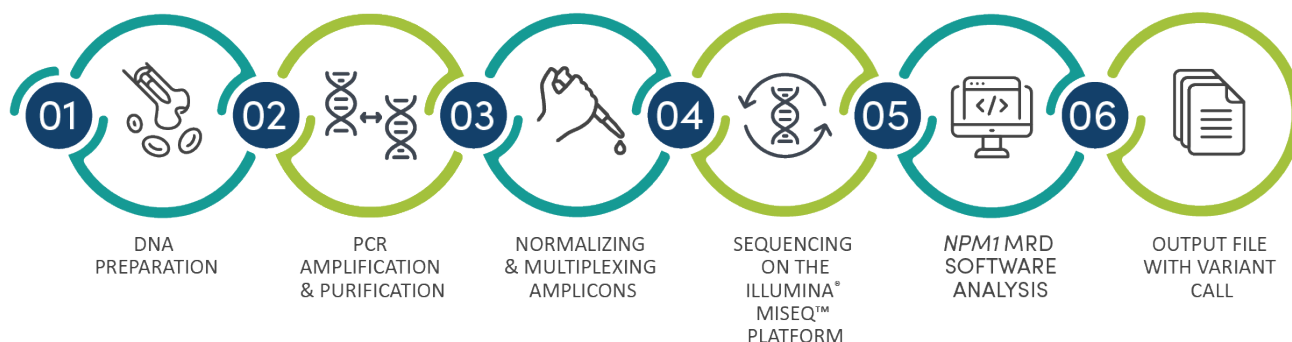 01
DNA
PREPARATION
02
PCR
AMPLIFICATION
& PURIFICATION
03
NORMALIZING
& MULTIPLEXING
AMPLICONS
04
SEQUENCING
ON THE
ILLUMINA®
MISEQ™
PLATFORM
05
</>
NPM1 MRD
SOFTWARE
ANALYSIS
06
OUTPUT FILE
WITH VARIANT
CALL